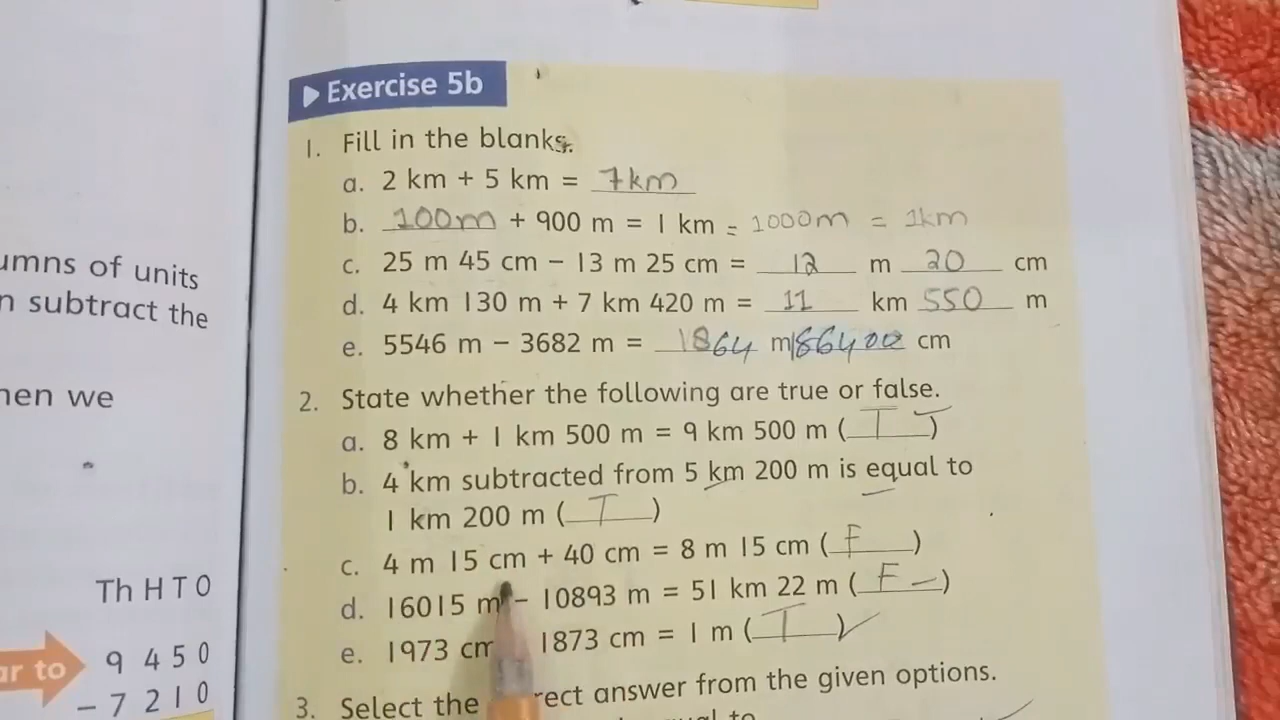 umns of units
n subtract the
hen we
Th H T O
ar to
9 4 5 0
– 7 2 1 0
Exercise 5b
1. Fill in the blanks.
a. 2 km + 5 km = 7km
b. 100m + 900 m = 1 km = 1000m = 1km
c. 25 m 45 cm – 13 m 25 cm = 12 m 20 cm
d. 4 km 130 m + 7 km 420 m = 11 km 550 m
e. 5546 m – 3682 m = 1864 m/86400 cm
2. State whether the following are true or false.
a. 8 km + 1 km 500 m = 9 km 500 m ( T )
b. 4 km subtracted from 5 km 200 m is equal to
1 km 200 m ( T )
c. 4 m 15 cm + 40 cm = 8 m 15 cm ( F )
d. 16015 m – 10893 m = 51 km 22 m ( F )
e. 1973 cm 1873 cm = 1 m ( T )
3. Select the rect answer from the given options.